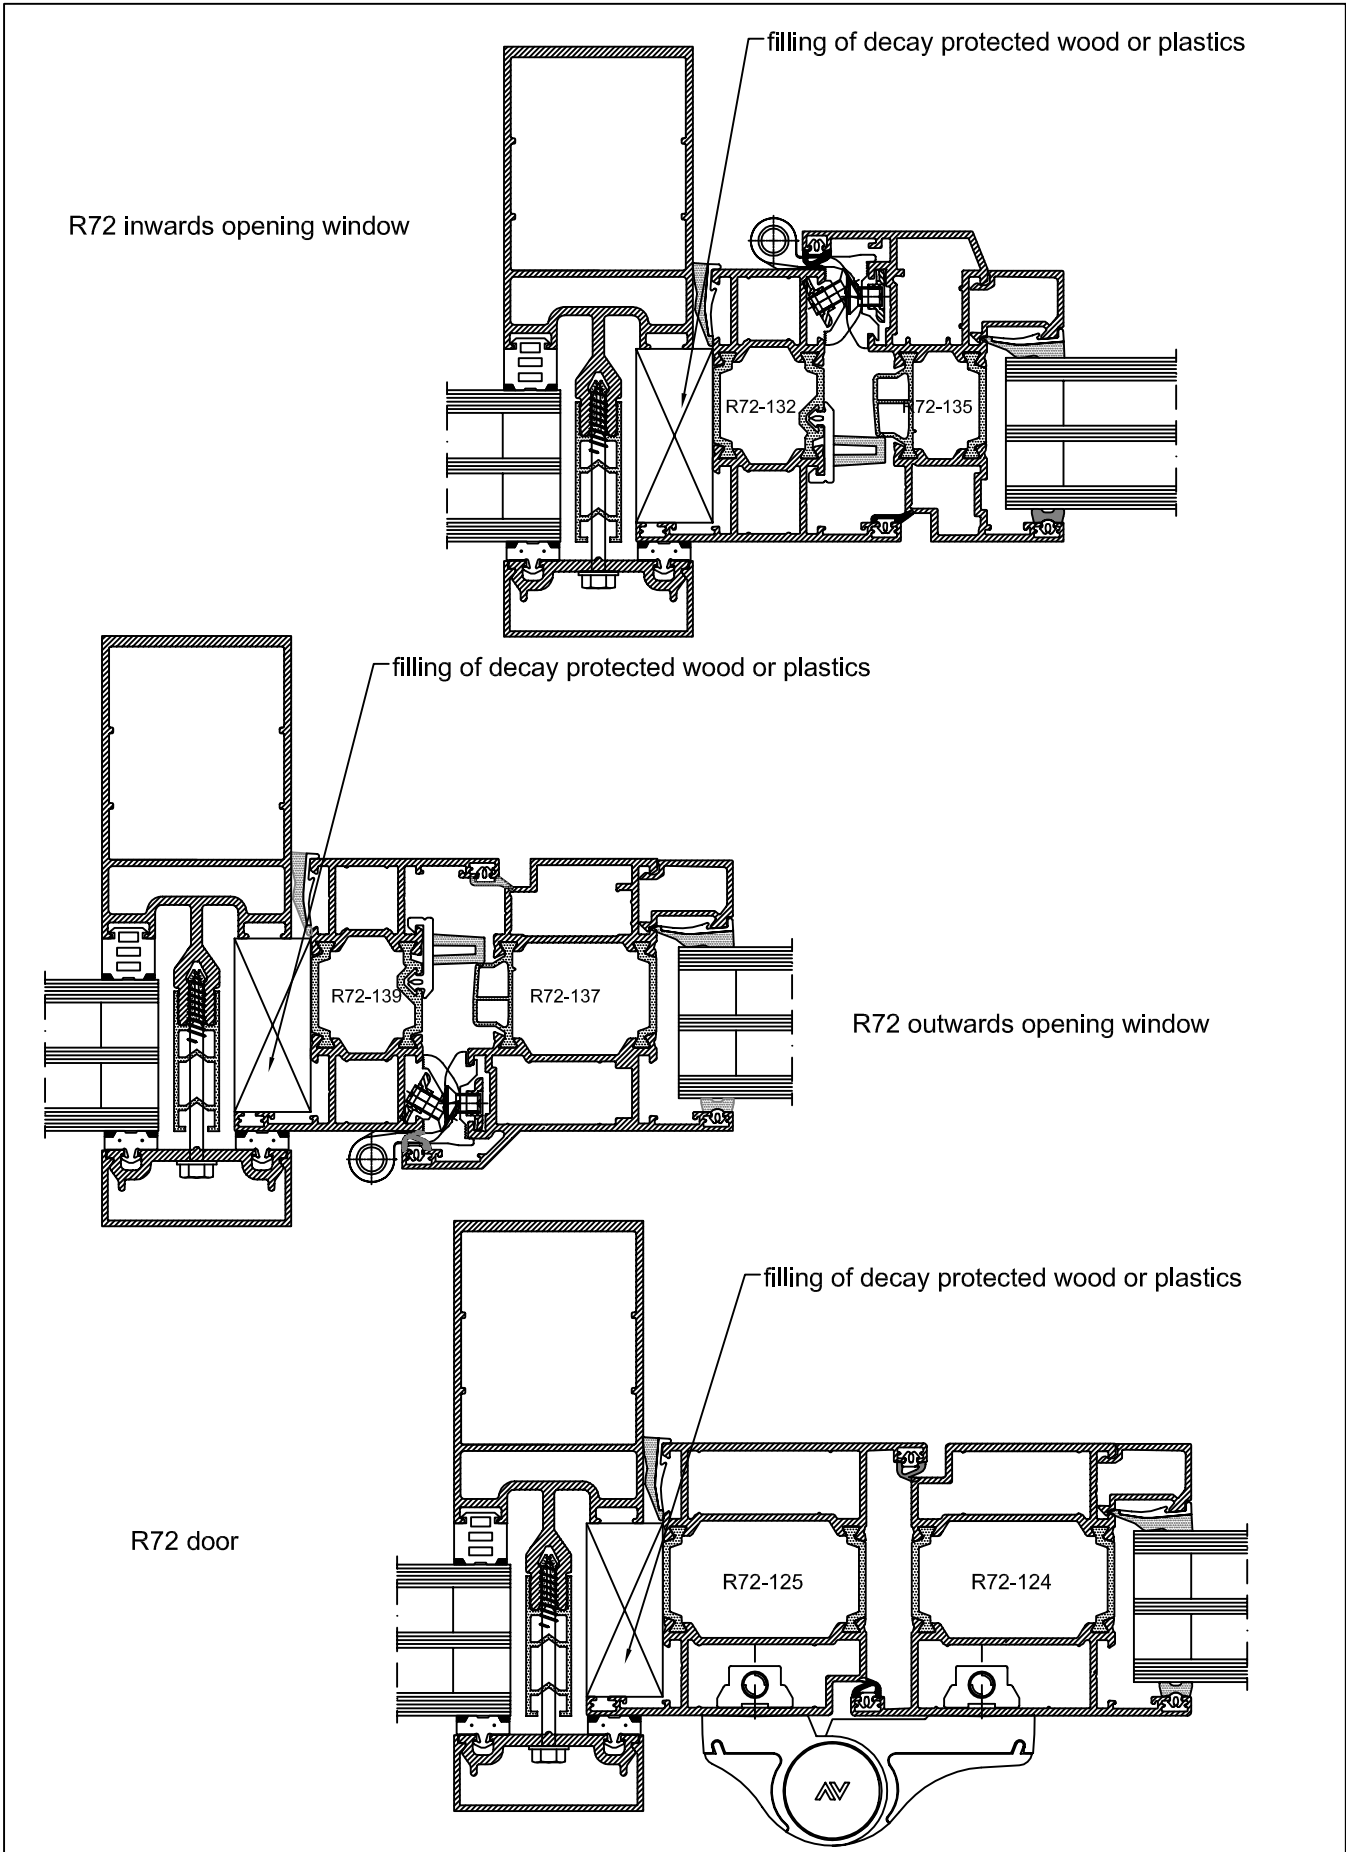 filling of decay protected wood or plastics
R72 inwards opening window
R72-132
R72-135
filling of decay protected wood or plastics
R72-139
R72-137
R72 outwards opening window
filling of decay protected wood or plastics
R72 door
R72-125
R72-124